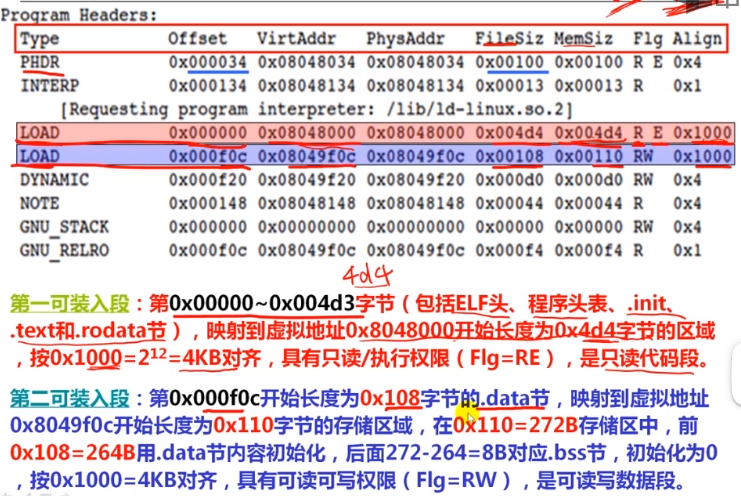 Program Headers:
Type Offset VirtAddr PhysAddr FileSiz MemSiz Flg Align
PHDR 0x000034 0x08048034 0x08048034 0x00100 0x00100 R E 0x4
INTERP 0x000134 0x08048134 0x08048134 0x00013 0x00013 R 0x1
[Requesting program interpreter: /lib/ld-linux.so.2]
LOAD 0x000000 0x08048000 0x08048000 0x004d4 0x004d4 R E 0x1000
LOAD 0x000f0c 0x08049f0c 0x08049f0c 0x00108 0x00110 RW 0x1000
DYNAMIC 0x000f20 0x08049f20 0x08049f20 0x000d0 0x000d0 RW 0x4
NOTE 0x000148 0x08048148 0x08048148 0x00044 0x00044 R 0x4
GNU_STACK 0x000000 0x00000000 0x00000000 0x00000 0x00000 RW 0x4
GNU_RELRO 0x000f0c 0x08049f0c 0x08049f0c 0x000f4 0x000f4 R 0x1
4d4
第一可装入段：第0x00000~0x004d3字节（包括ELF头、程序头表、.init、
.text和.rodata节），映射到虚拟地址0x8048000开始长度为0x4d4字节的区域
，按0x1000=2¹²=4KB对齐，具有只读/执行权限（Flg=RE），是只读代码段。
第二可装入段：第0x000f0c开始长度为0x108字节的.data节，映射到虚拟地址
0x8049f0c开始长度为0x110字节的存储区域，在0x110=272B存储区中，前
0x108=264B用.data节内容初始化，后面272-264=8B对应.bss节，初始化为0
，按0x1000=4KB对齐，具有可读可写权限（Flg=RW），是可读写数据段。